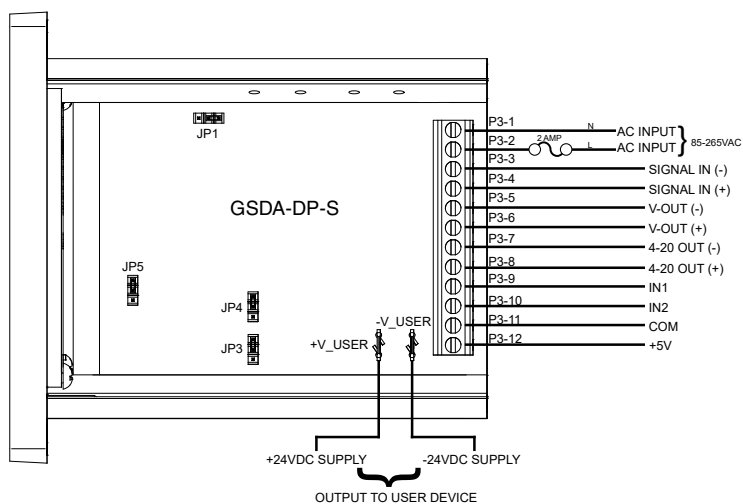 JP1
GSDA-DP-S
JP5
JP4
JP3
+V_USER
-V_USER
P3-1 N AC INPUT
P3-2 2 AMP L AC INPUT
85-265VAC
P3-3 SIGNAL IN (-)
P3-4 SIGNAL IN (+)
P3-5 V-OUT (-)
P3-6 V-OUT (+)
P3-7 4-20 OUT (-)
P3-8 4-20 OUT (+)
P3-9 IN1
P3-10 IN2
P3-11 COM
P3-12 +5V
+24VDC SUPPLY
-24VDC SUPPLY
OUTPUT TO USER DEVICE